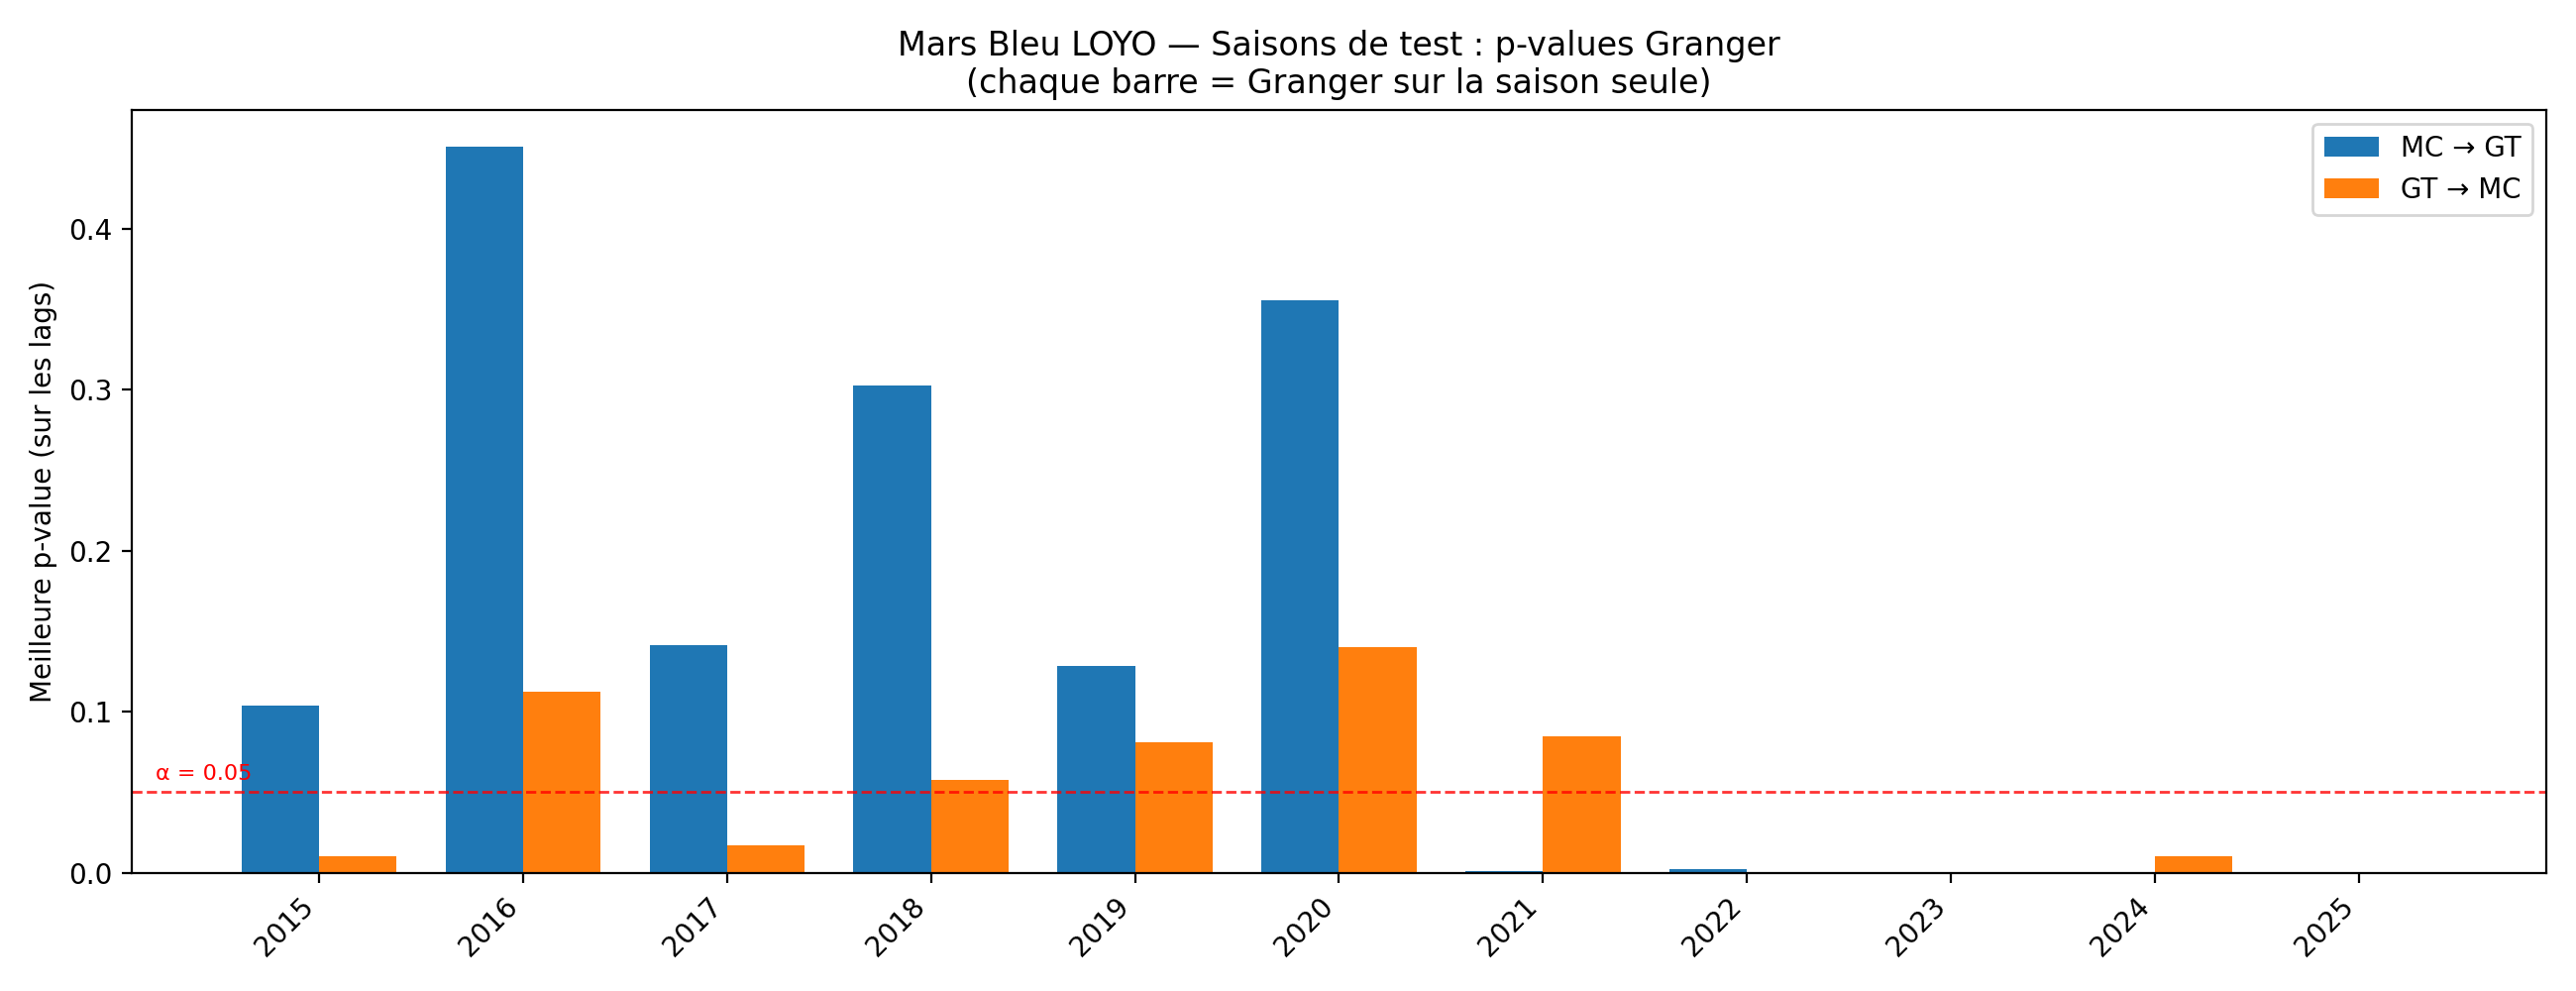 Mars Bleu LOYO — Saisons de test : p-values Granger
(chaque barre = Granger sur la saison seule)
MC → GT
GT → MC
Meilleure p-value (sur les lags)
0.4
0.3
0.2
0.1
0.0
α = 0.05
2015
2016
2017
2018
2019
2020
2021
2022
2023
2024
2025